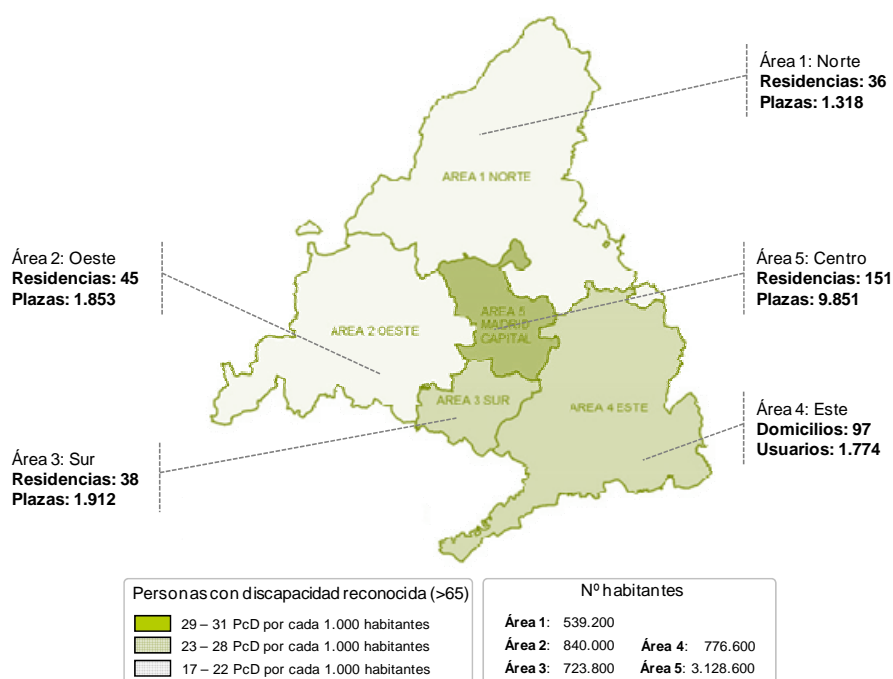 Área 1: Norte
Residencias: 36
Plazas: 1.318
AREA 1 NORTE
Área 2: Oeste
Residencias: 45
Plazas: 1.853
Área 5: Centro
Residencias: 151
Plazas: 9.851
AREA 5
MADRID
CAPITAL
AREA 2 OESTE
AREA 3 SUR
AREA 4 ESTE
Área 4: Este
Domicilios: 97
Usuarios: 1.774
Área 3: Sur
Residencias: 38
Plazas: 1.912
Personas con discapacidad reconocida (>65)
29 – 31 PcD por cada 1.000 habitantes
23 – 28 PcD por cada 1.000 habitantes
17 – 22 PcD por cada 1.000 habitantes
Nº habitantes
Área 1: 539.200
Área 2: 840.000 Área 4: 776.600
Área 3: 723.800 Área 5: 3.128.600